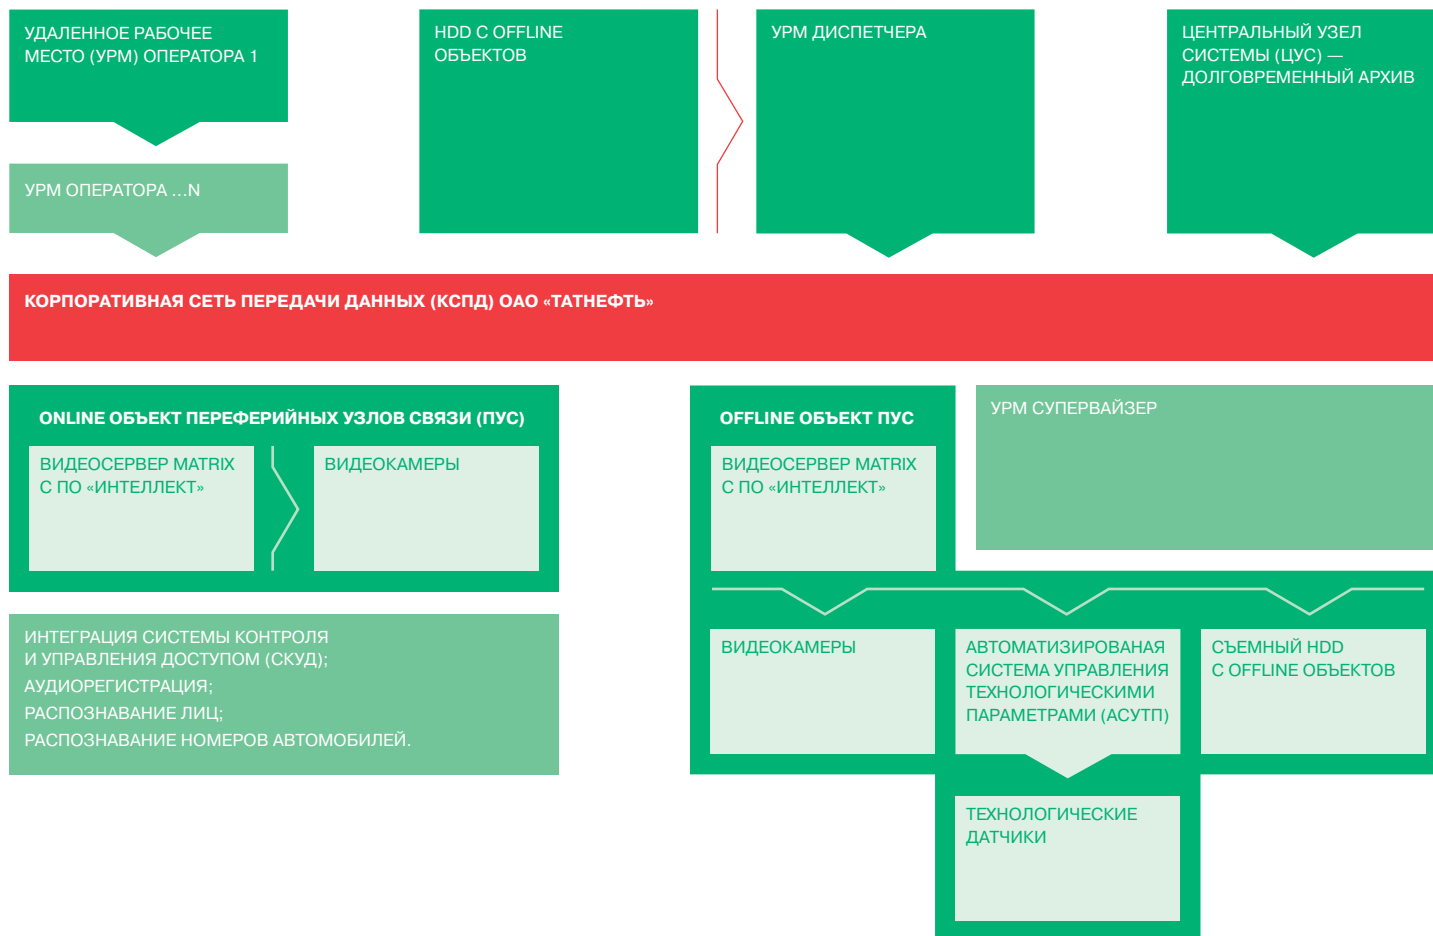 УДАЛЕННОЕ РАБОЧЕЕ
МЕСТО (УРМ) ОПЕРАТОРА 1
УРМ ОПЕРАТОРА ...N
HDD С OFFLINE
ОБЪЕКТОВ
УРМ ДИСПЕТЧЕРА
ЦЕНТРАЛЬНЫЙ УЗЕЛ
СИСТЕМЫ (ЦУС) —
ДОЛГОВРЕМЕННЫЙ АРХИВ
КОРПОРАТИВНАЯ СЕТЬ ПЕРЕДАЧИ ДАННЫХ (КСПД) ОАО «ТАТНЕФТЬ»
ONLINE ОБЪЕКТ ПЕРЕФЕРИЙНЫХ УЗЛОВ СВЯЗИ (ПУС)
ВИДЕОСЕРВЕР MATRIX
С ПО «ИНТЕЛЛЕКТ»
ВИДЕОКАМЕРЫ
ИНТЕГРАЦИЯ СИСТЕМЫ КОНТРОЛЯ
И УПРАВЛЕНИЯ ДОСТУПОМ (СКУД);
АУДИОРЕГИСТРАЦИЯ;
РАСПОЗНАВАНИЕ ЛИЦ;
РАСПОЗНАВАНИЕ НОМЕРОВ АВТОМОБИЛЕЙ.
OFFLINE ОБЪЕКТ ПУС
ВИДЕОСЕРВЕР MATRIX
С ПО «ИНТЕЛЛЕКТ»
УРМ СУПЕРВАЙЗЕР
ВИДЕОКАМЕРЫ
АВТОМАТИЗИРОВАНАЯ
СИСТЕМА УПРАВЛЕНИЯ
ТЕХНОЛОГИЧЕСКИМИ
ПАРАМЕТРАМИ (АСУТП)
СЪЕМНЫЙ HDD
С OFFLINE ОБЪЕКТОВ
ТЕХНОЛОГИЧЕСКИЕ
ДАТЧИКИ